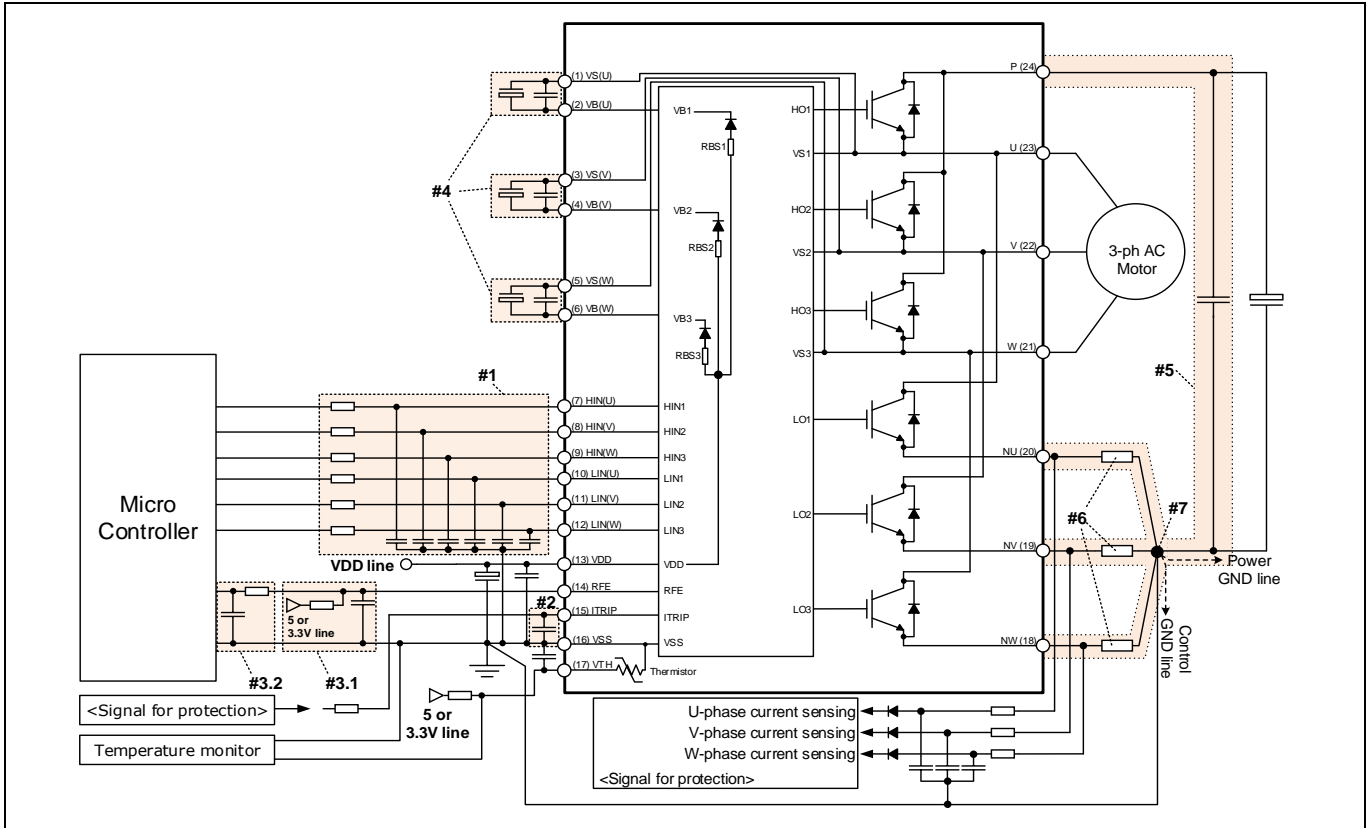 (1) VS(U)
(2) VB(U)
(3) VS(V)
(4) VB(V)
(5) VS(W)
(6) VB(W)
#4
VB1
RBS1
VB2
RBS2
VB3
RBS3
HO1
VS1
HO2
VS2
HO3
VS3
LO1
LO2
LO3
P (24)
U (23)
V (22)
W (21)
NU (20)
NV (19)
NW (18)
3-ph AC
Motor
#5
#6
#7
Power
GND line
Control
GND line
Micro
Controller
#1
(7) HIN(U)
(8) HIN(V)
(9) HIN(W)
(10) LIN(U)
(11) LIN(V)
(12) LIN(W)
(13) VDD
(14) RFE
(15) ITRIP
(16) VSS
(17) VTH
HIN1
HIN2
HIN3
LIN1
LIN2
LIN3
VDD
RFE
ITRIP
VSS
Thermistor
VDD line
#2
5 or
3.3V line
#3.2
#3.1
<Signal for protection>
Temperature monitor
5 or
3.3V line
U-phase current sensing
V-phase current sensing
W-phase current sensing
<Signal for protection>